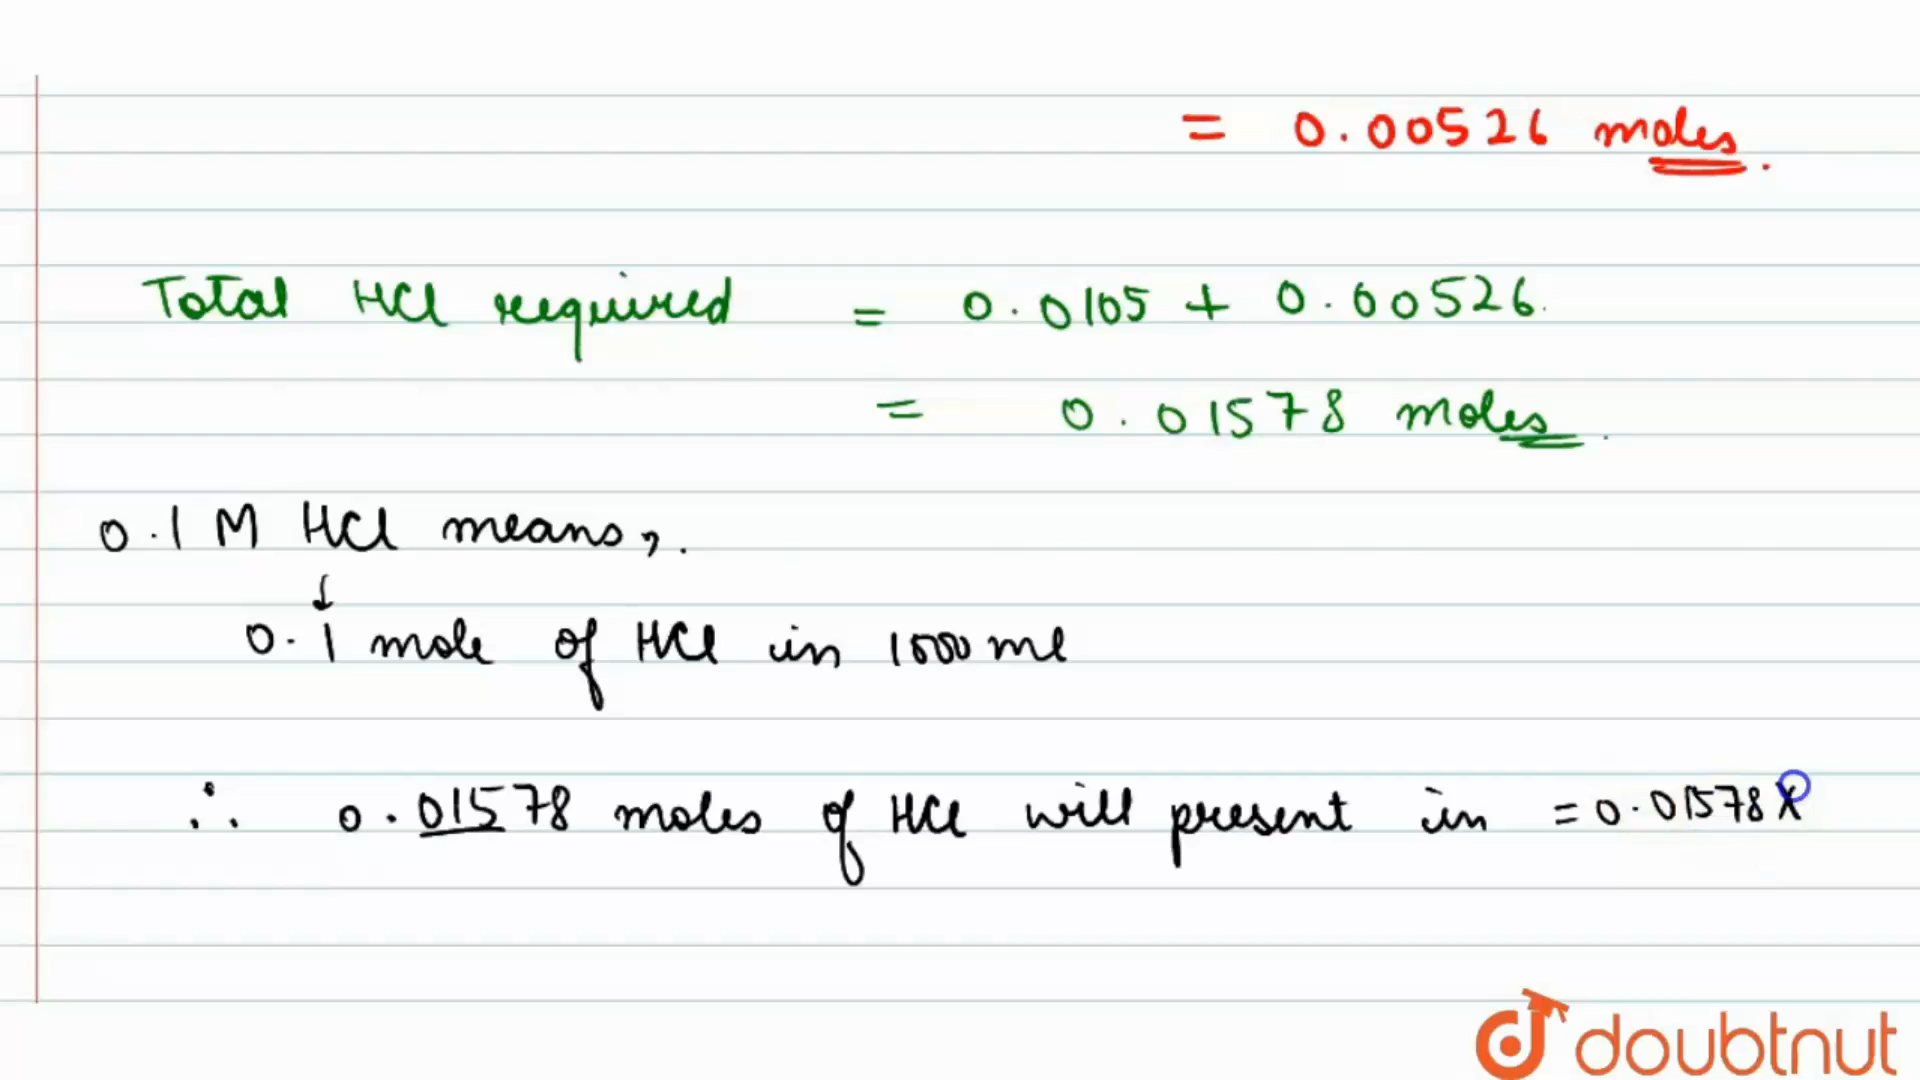 = 0.00526 moles.
Total HCl required = 0.0105 + 0.00526.
= 0.01578 moles.
0.1 M HCl means,.
↓
0.1 mole of HCl in 1000 ml
∴ 0.01578 moles of HCl will present in = 0.01578 x
doubtnut